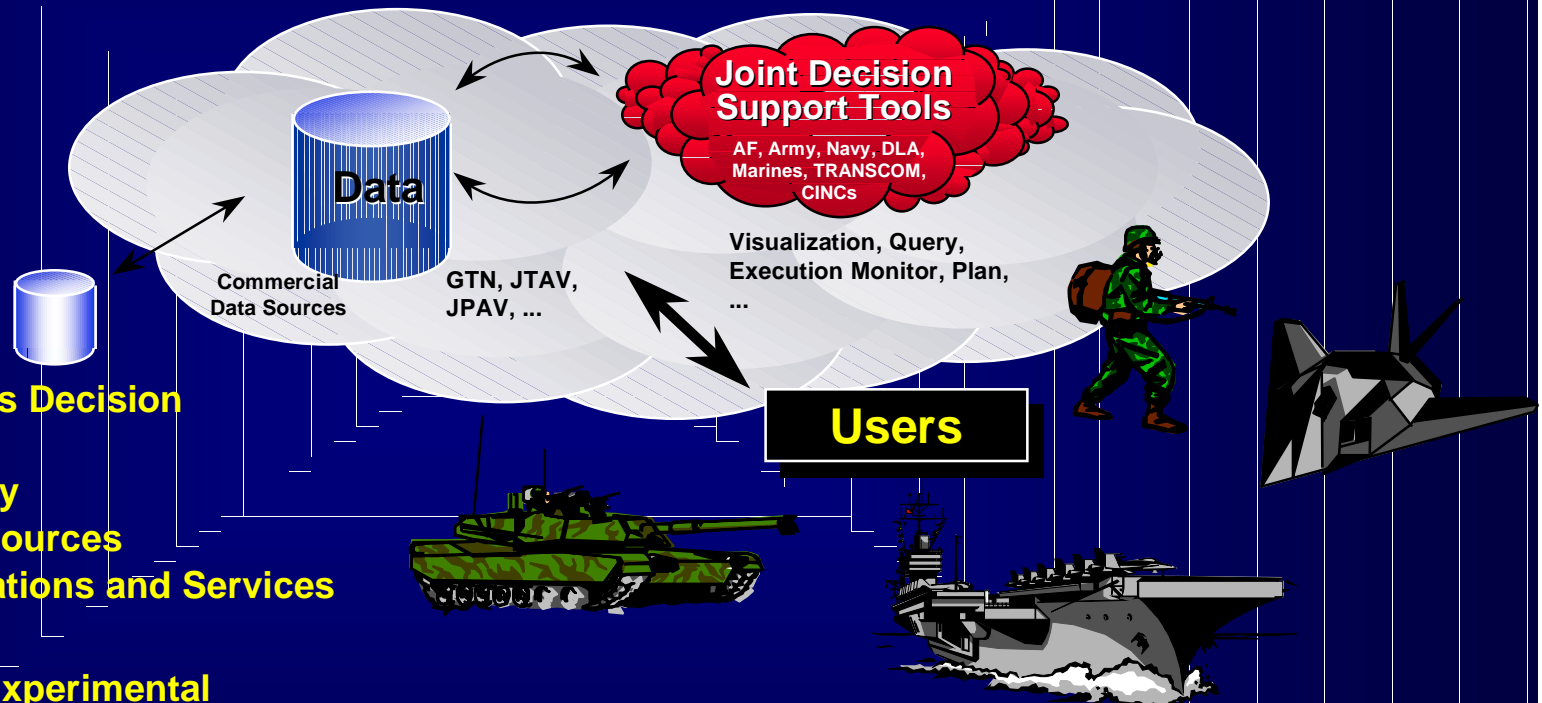 Joint Decision
Support Tools
AF, Army, Navy, DLA,
Marines, TRANSCOM,
CINCs
Data
Visualization, Query,
Execution Monitor, Plan,
...
Commercial
Data Sources
GTN, JTAV,
JPAV, ...
Users
s Decision
y
ources
ations and Services
xperimental